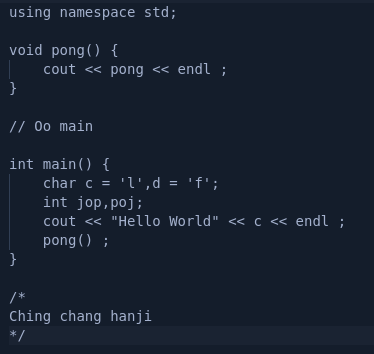 using namespace std;
void pong() {
    cout << pong << endl ;
}
// Oo main
int main() {
    char c = 'l',d = 'f';
    int jop,poj;
    cout << "Hello World" << c << endl ;
    pong() ;
}
/*
Ching chang hanji
*/